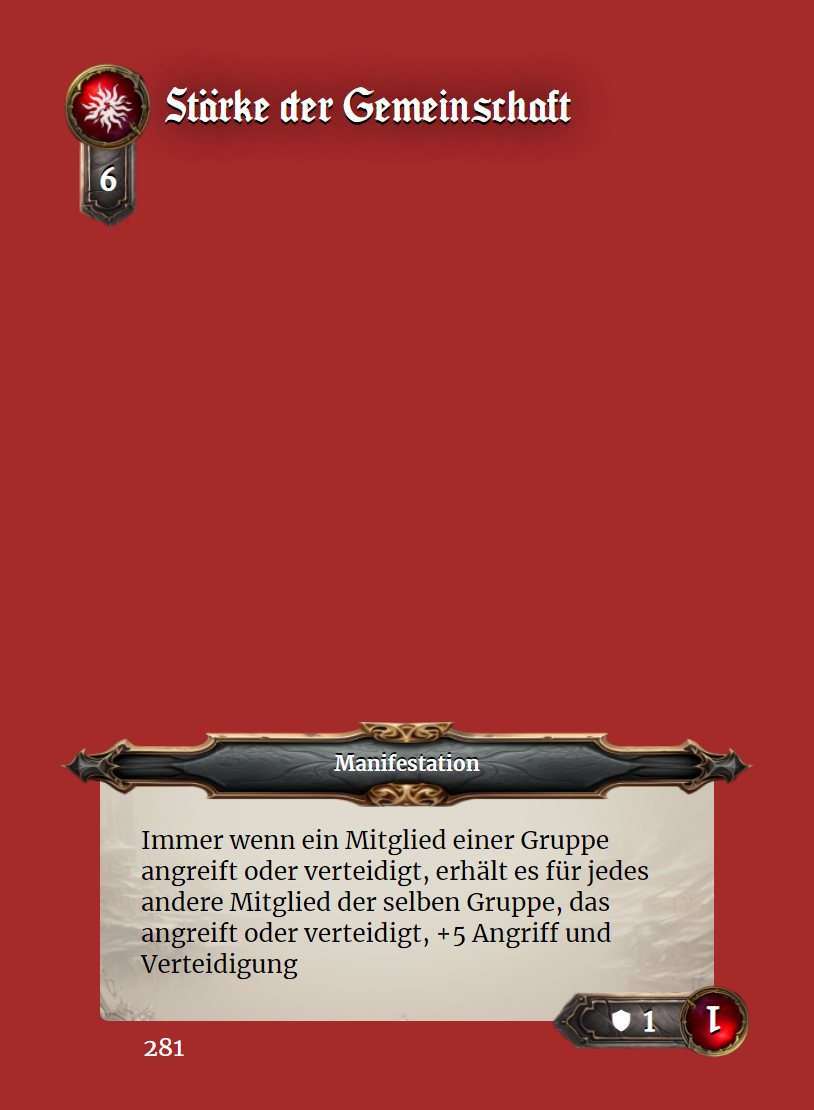 Stärke der Gemeinschaft
6
Manifestation
Immer wenn ein Mitglied einer Gruppe
angreift oder verteidigt, erhält es für jedes
andere Mitglied der selben Gruppe, das
angreift oder verteidigt, +5 Angriff und
Verteidigung
1 1
281